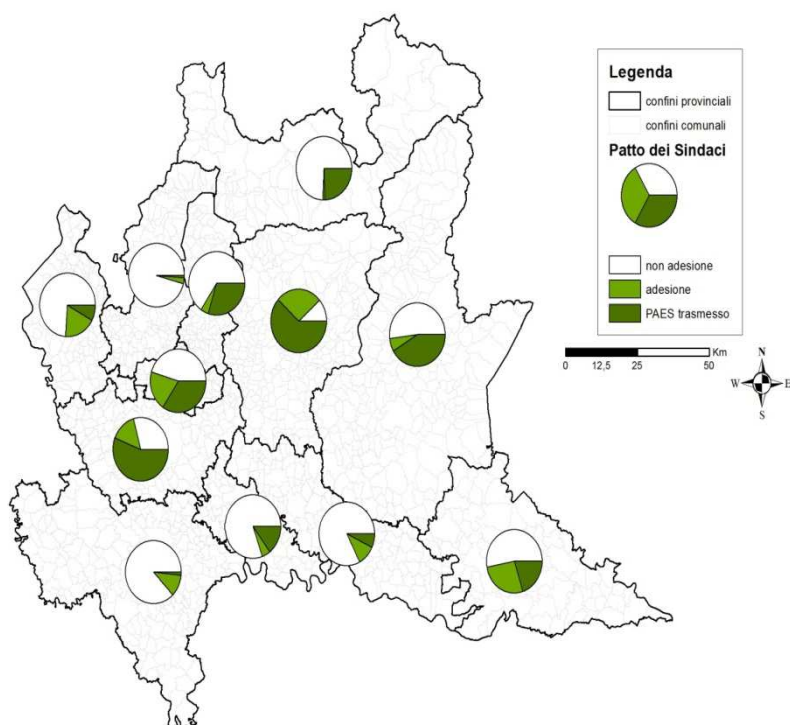 Legenda
confini provinciali
confini comunali
Patto dei Sindaci
non adesione
adesione
PAES trasmesso
0 12,5 25 50 Km
N
W E
S